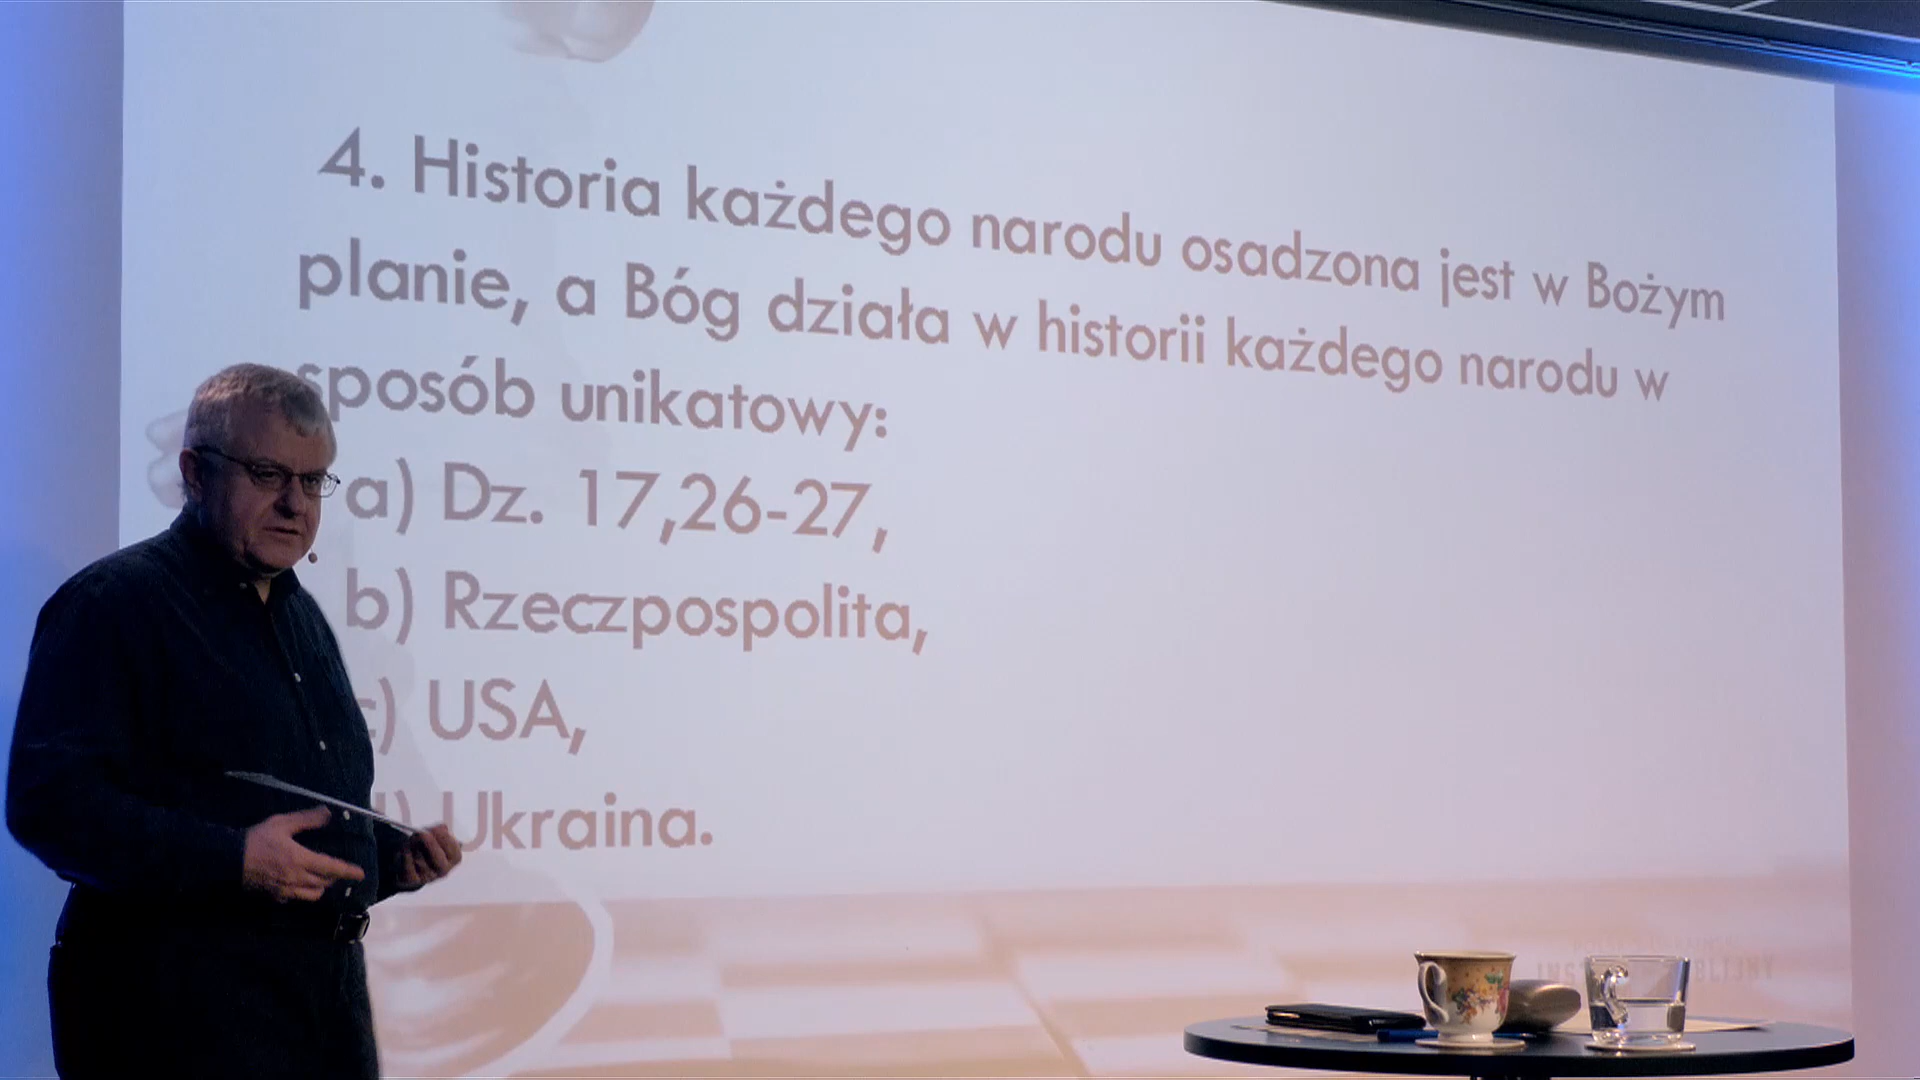 4. Historia każdego narodu osadzona jest w Bożym
planie, a Bóg działa w historii każdego narodu w
sposób unikatowy:
a) Dz. 17,26-27,
b) Rzeczpospolita,
c) USA,
d) Ukraina.